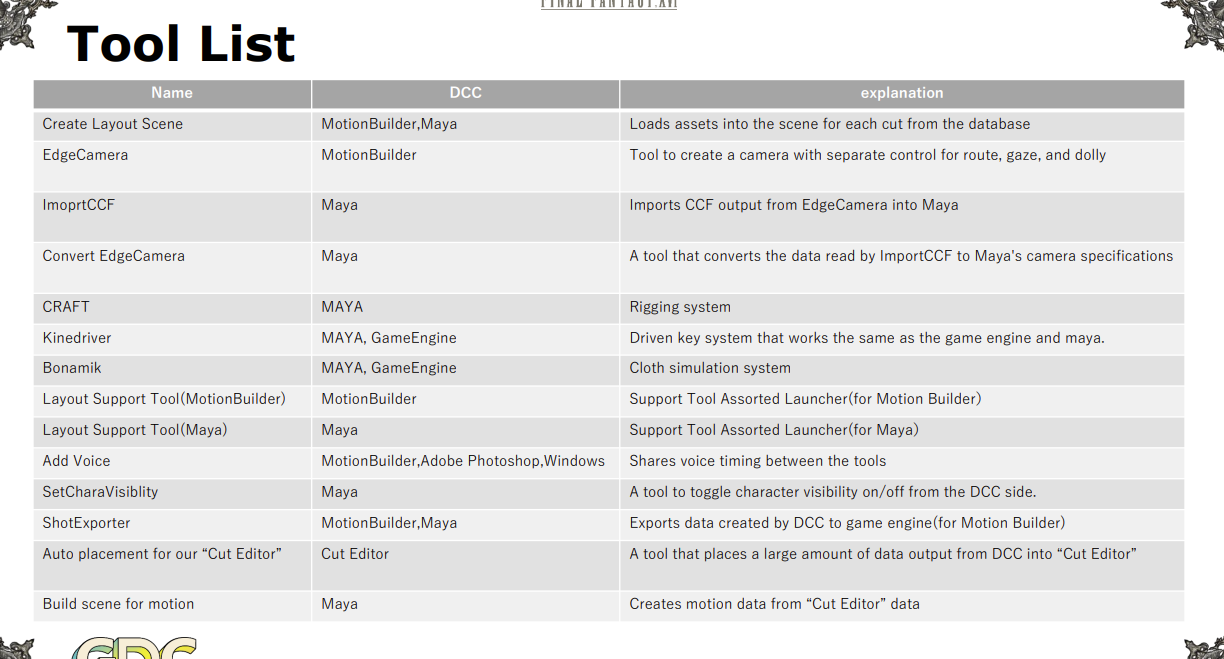 FINAL FANTASY XVI
Tool List
Name DCC explanation
Create Layout Scene MotionBuilder,Maya Loads assets into the scene for each cut from the database
EdgeCamera MotionBuilder Tool to create a camera with separate control for route, gaze, and dolly
ImoprtCCF Maya Imports CCF output from EdgeCamera into Maya
Convert EdgeCamera Maya A tool that converts the data read by ImportCCF to Maya's camera specifications
CRAFT MAYA Rigging system
Kinedriver MAYA, GameEngine Driven key system that works the same as the game engine and maya.
Bonamik MAYA, GameEngine Cloth simulation system
Layout Support Tool(MotionBuilder) MotionBuilder Support Tool Assorted Launcher(for Motion Builder)
Layout Support Tool(Maya) Maya Support Tool Assorted Launcher(for Maya)
Add Voice MotionBuilder,Adobe Photoshop,Windows Shares voice timing between the tools
SetCharaVisiblity Maya A tool to toggle character visibility on/off from the DCC side.
ShotExporter MotionBuilder,Maya Exports data created by DCC to game engine(for Motion Builder)
Auto placement for our “Cut Editor” Cut Editor A tool that places a large amount of data output from DCC into “Cut Editor”
Build scene for motion Maya Creates motion data from “Cut Editor” data
GDC